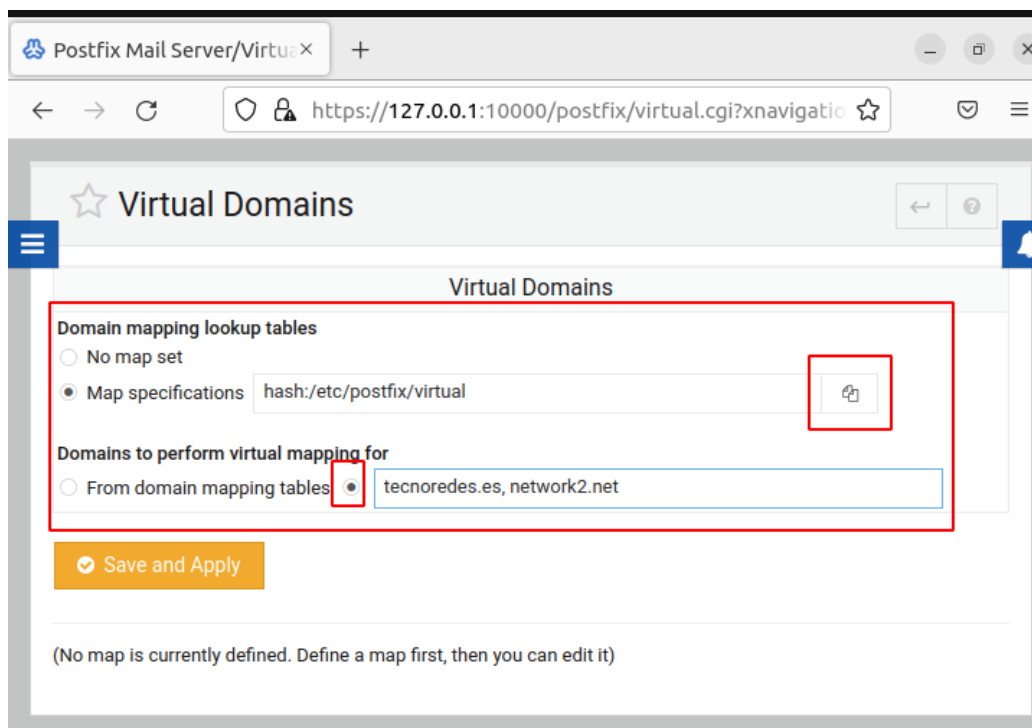 Postfix Mail Server/Virtua
https://127.0.0.1:10000/postfix/virtual.cgi?xnavigatio
Virtual Domains
Virtual Domains
Domain mapping lookup tables
No map set
Map specifications hash:/etc/postfix/virtual
Domains to perform virtual mapping for
From domain mapping tables tecnoredes.es, network2.net
Save and Apply
(No map is currently defined. Define a map first, then you can edit it)